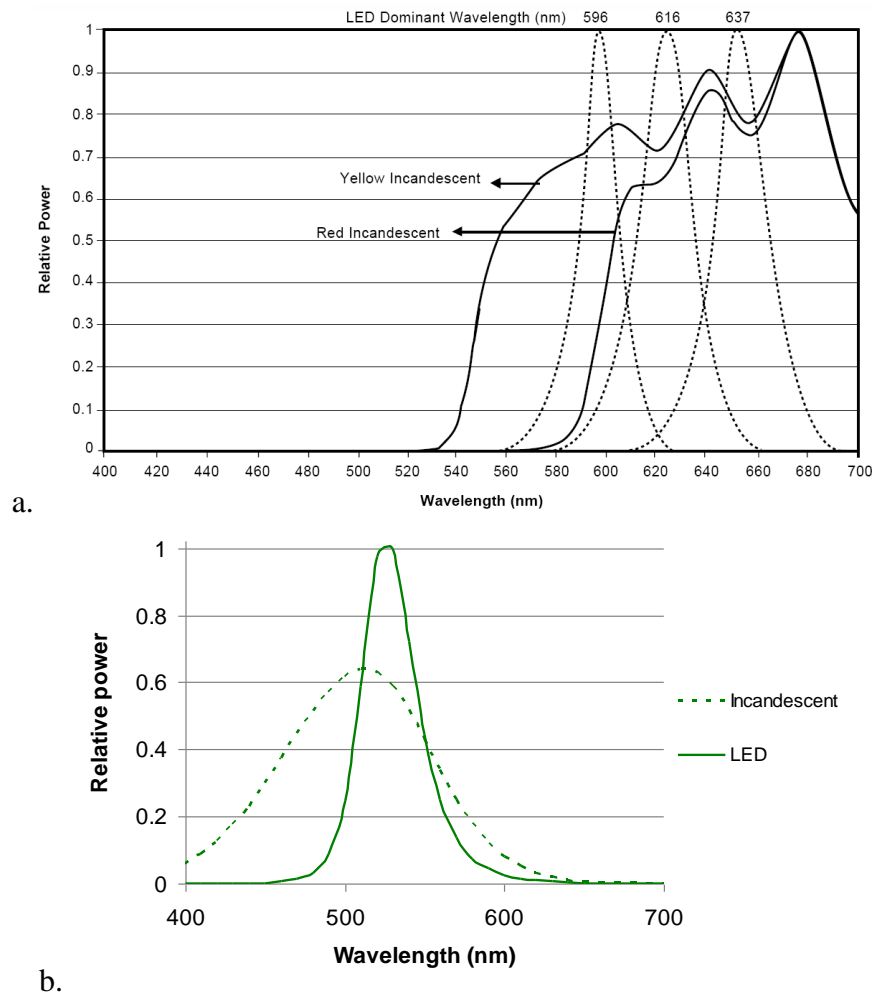 LED Dominant Wavelength (nm) 596 616 637
1
0.9
0.8
0.7
0.6
0.5
0.4
0.3
0.2
0.1
0
Relative Power
Yellow Incandescent
Red Incandescent
400 420 440 460 480 500 520 540 560 580 600 620 640 660 680 700
Wavelength (nm)
a.
1
0.8
0.6
0.4
0.2
0
Relative power
Incandescent
LED
400 500 600 700
Wavelength (nm)
b.